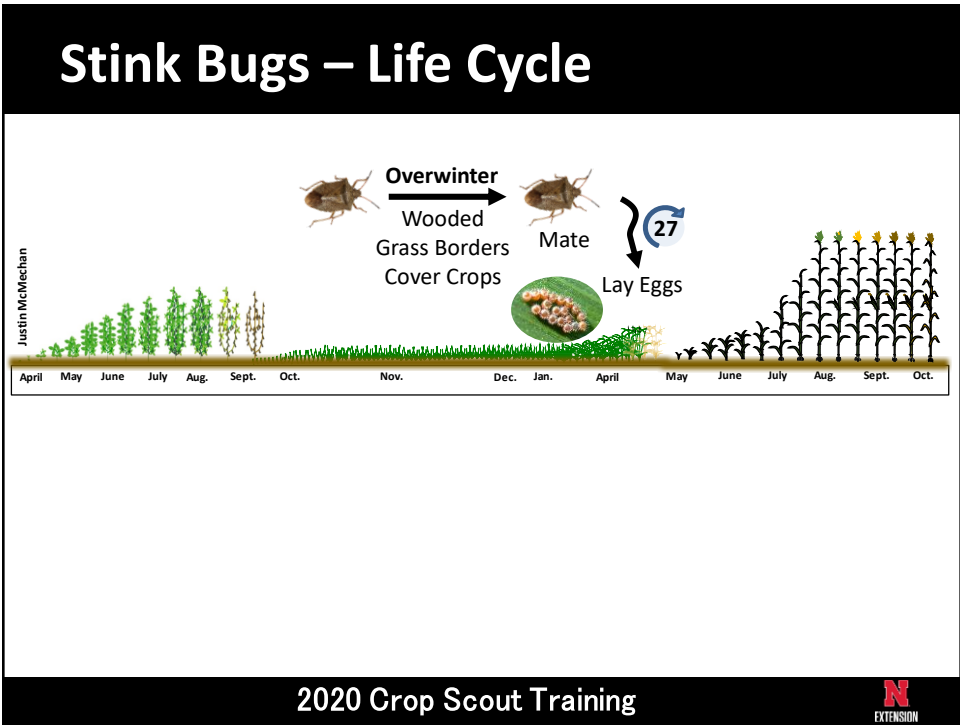 Stink Bugs – Life Cycle
Overwinter
Wooded
Grass Borders
Cover Crops
Mate
27
Lay Eggs
Justin McMechan
April May June July Aug. Sept. Oct. Nov. Dec. Jan. April May June July Aug. Sept. Oct.
2020 Crop Scout Training
N
EXTENSION